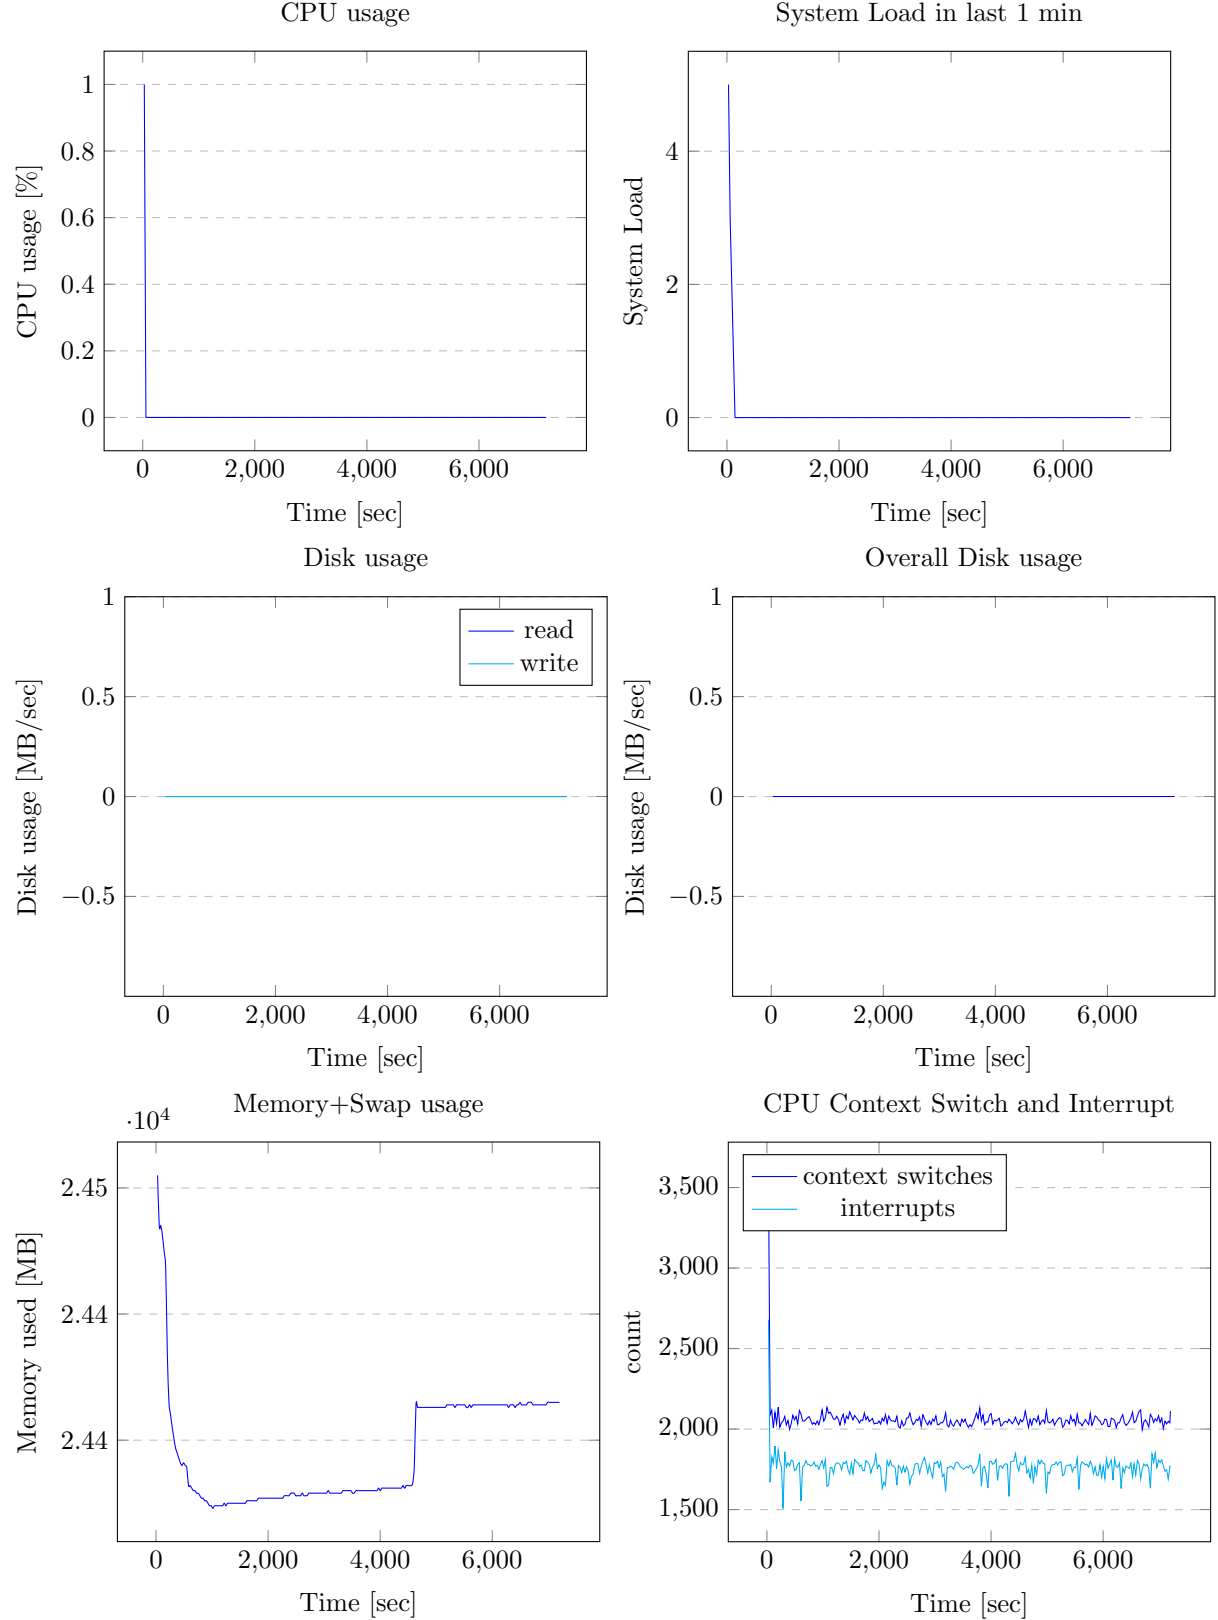 CPU usage
CPU usage [%]
1
0.8
0.6
0.4
0.2
0
0 2,000 4,000 6,000
Time [sec]
System Load in last 1 min
System Load
4
2
0
0 2,000 4,000 6,000
Time [sec]
Disk usage
Disk usage [MB/sec]
1
0.5
0
−0.5
read
write
0 2,000 4,000 6,000
Time [sec]
Overall Disk usage
Disk usage [MB/sec]
1
0.5
0
−0.5
0 2,000 4,000 6,000
Time [sec]
Memory+Swap usage
·10⁴
Memory used [MB]
2.45
2.44
2.44
0 2,000 4,000 6,000
Time [sec]
CPU Context Switch and Interrupt
count
3,500
3,000
2,500
2,000
1,500
context switches
interrupts
0 2,000 4,000 6,000
Time [sec]